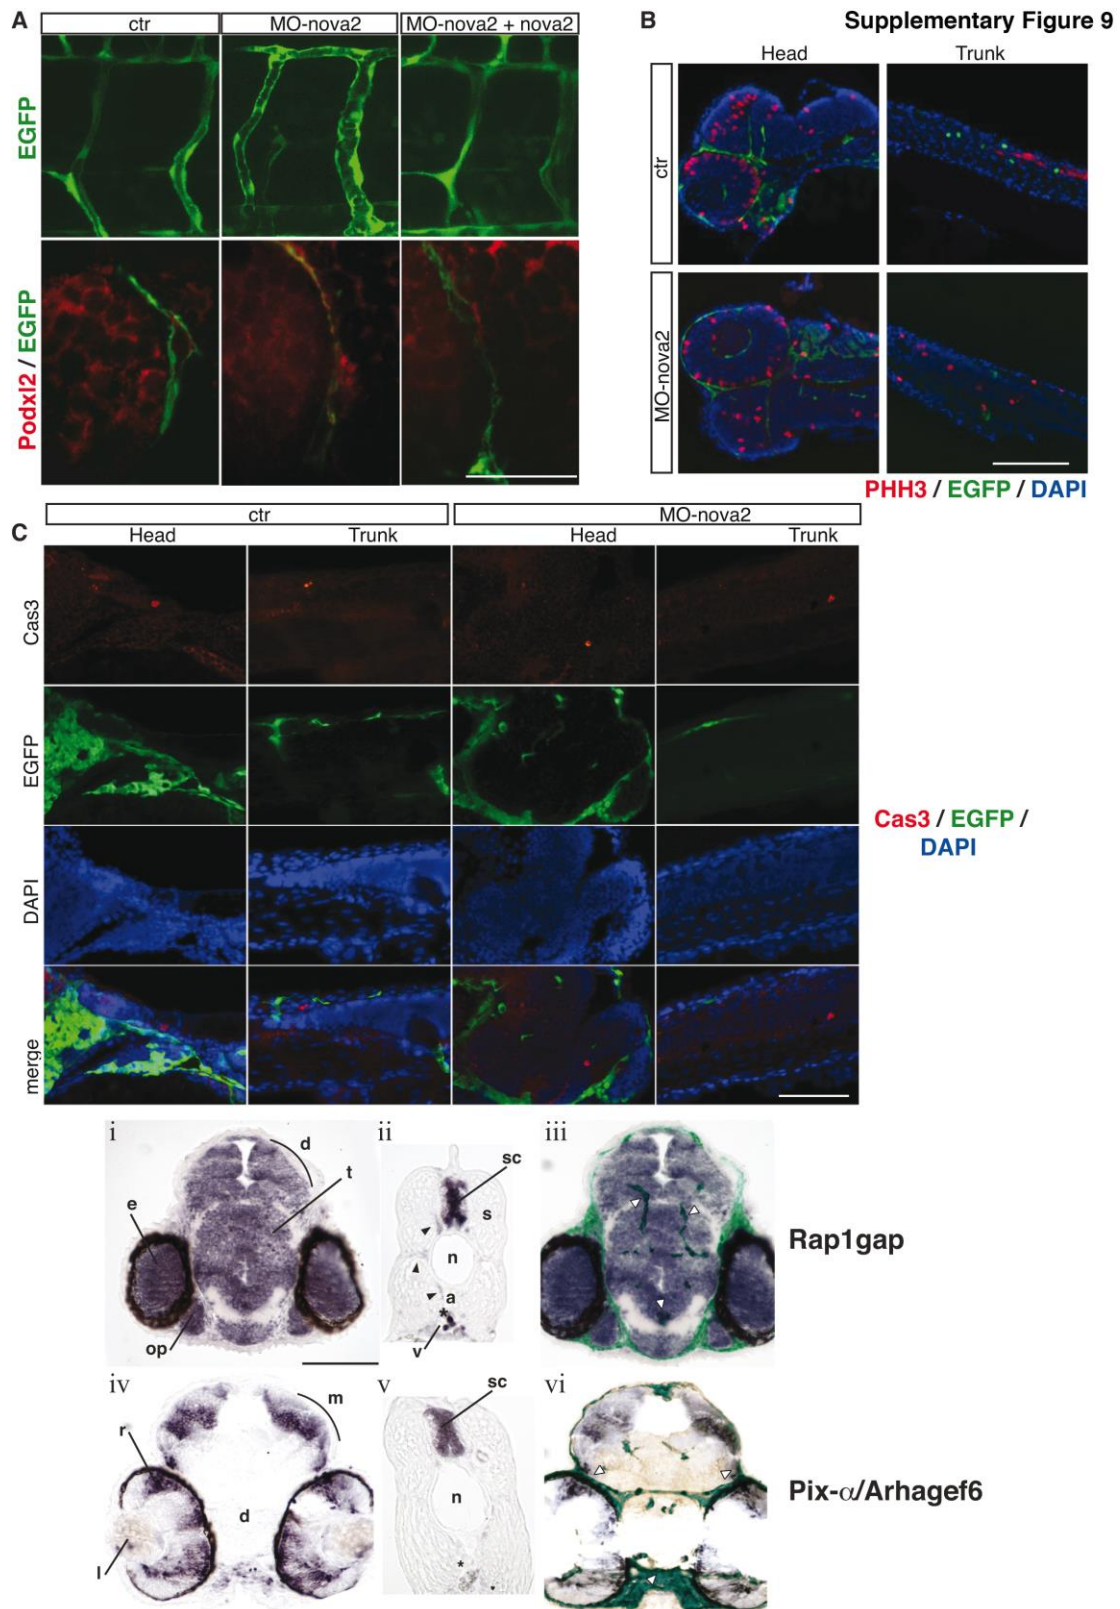 Supplementary Figure 9
A
ctr
MO-nova2
MO-nova2 + nova2
EGFP
Podxl2 / EGFP
B
Head
Trunk
ctr
MO-nova2
PHH3 / EGFP / DAPI
C
ctr
MO-nova2
Head
Trunk
Head
Trunk
Cas3
EGFP
DAPI
merge
Cas3 / EGFP /
DAPI
i
d
t
e
op
ii
sc
s
n
a
*
v
iii
Rap1gap
iv
m
r
d
l
v
sc
n
*
vi
Pix-α/Arhagef6